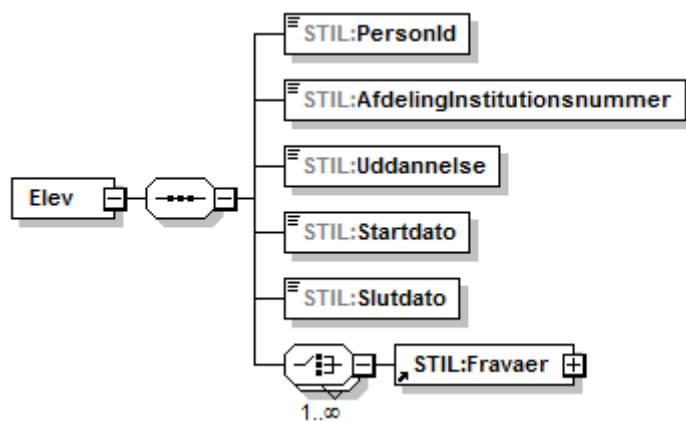 STIL:PersonId
STIL:AfdelingInstitutionsnummer
STIL:Uddannelse
Elev
STIL:Startdato
STIL:Slutdato
STIL:Fravaer
1..∞